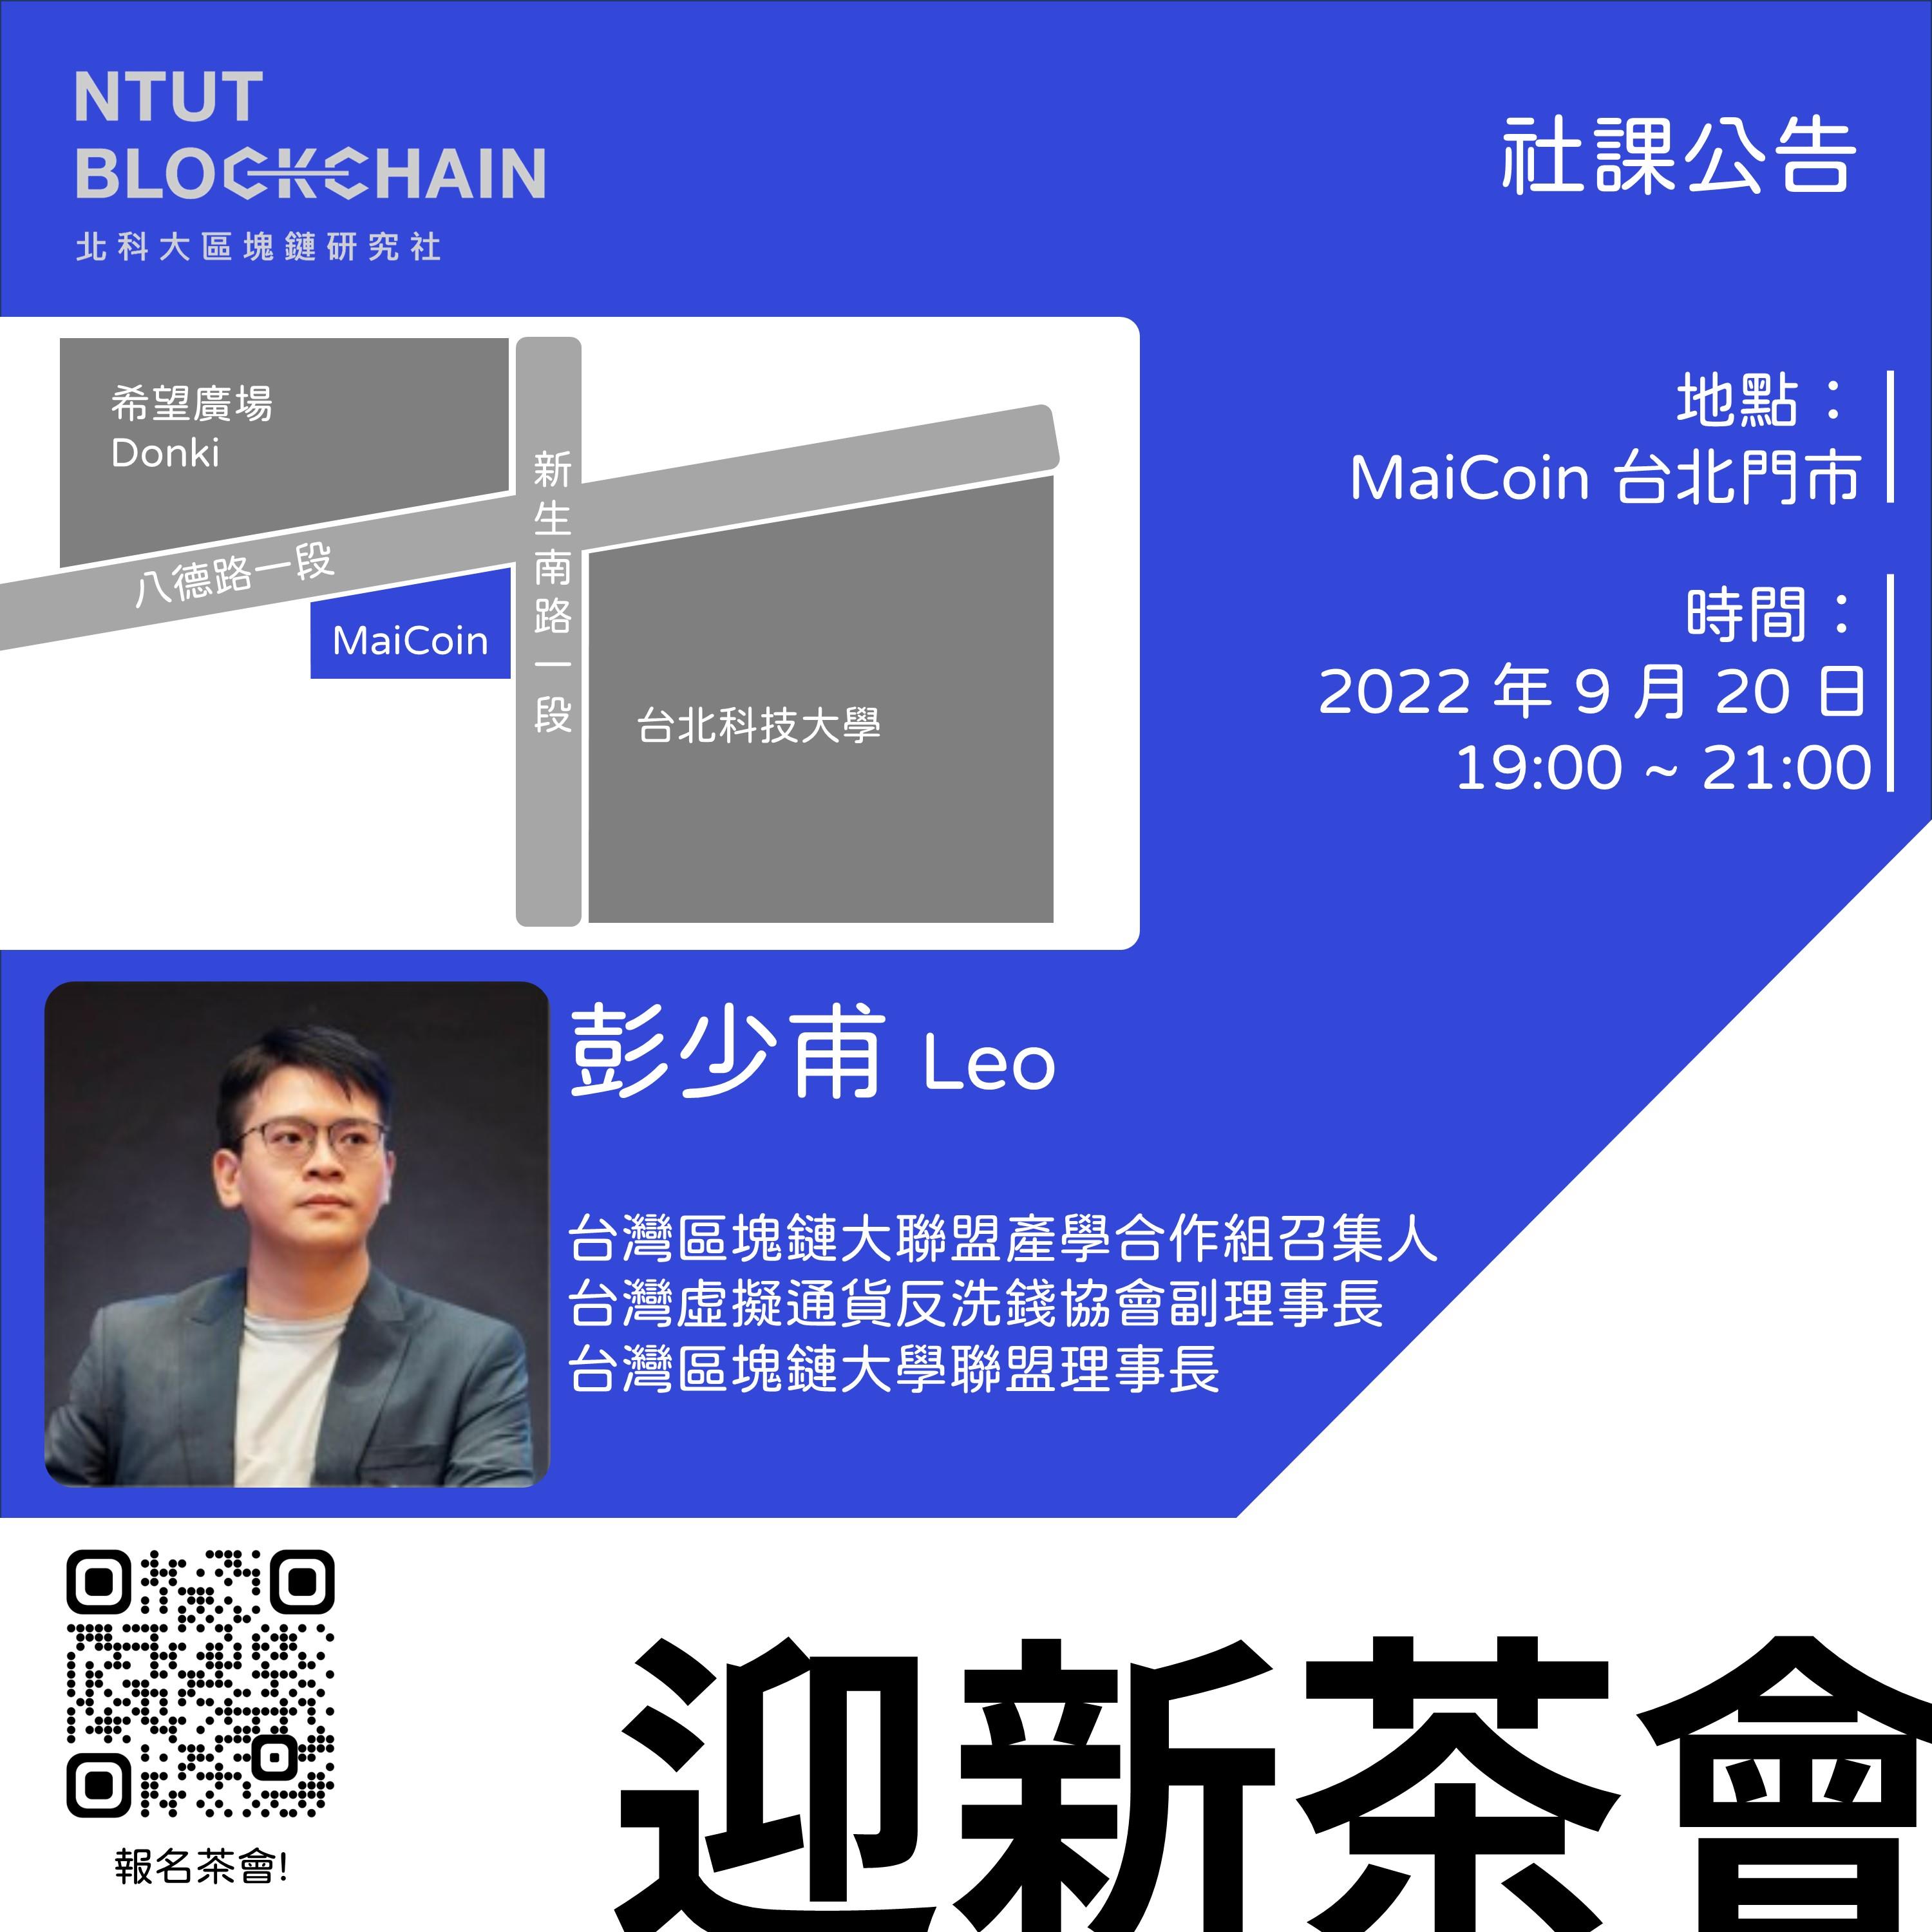 NTUT
BLOCKCHAIN
北科大區塊鏈研究社
社課公告
希望廣場
Donki
新生南路一段
八德路一段
MaiCoin
台北科技大學
地點：
MaiCoin 台北門市
時間：
2022 年 9 月 20 日
19:00 ~ 21:00
彭少甫 Leo
台灣區塊鏈大聯盟產學合作組召集人
台灣虛擬通貨反洗錢協會副理事長
台灣區塊鏈大學聯盟理事長
報名茶會!
迎新茶會